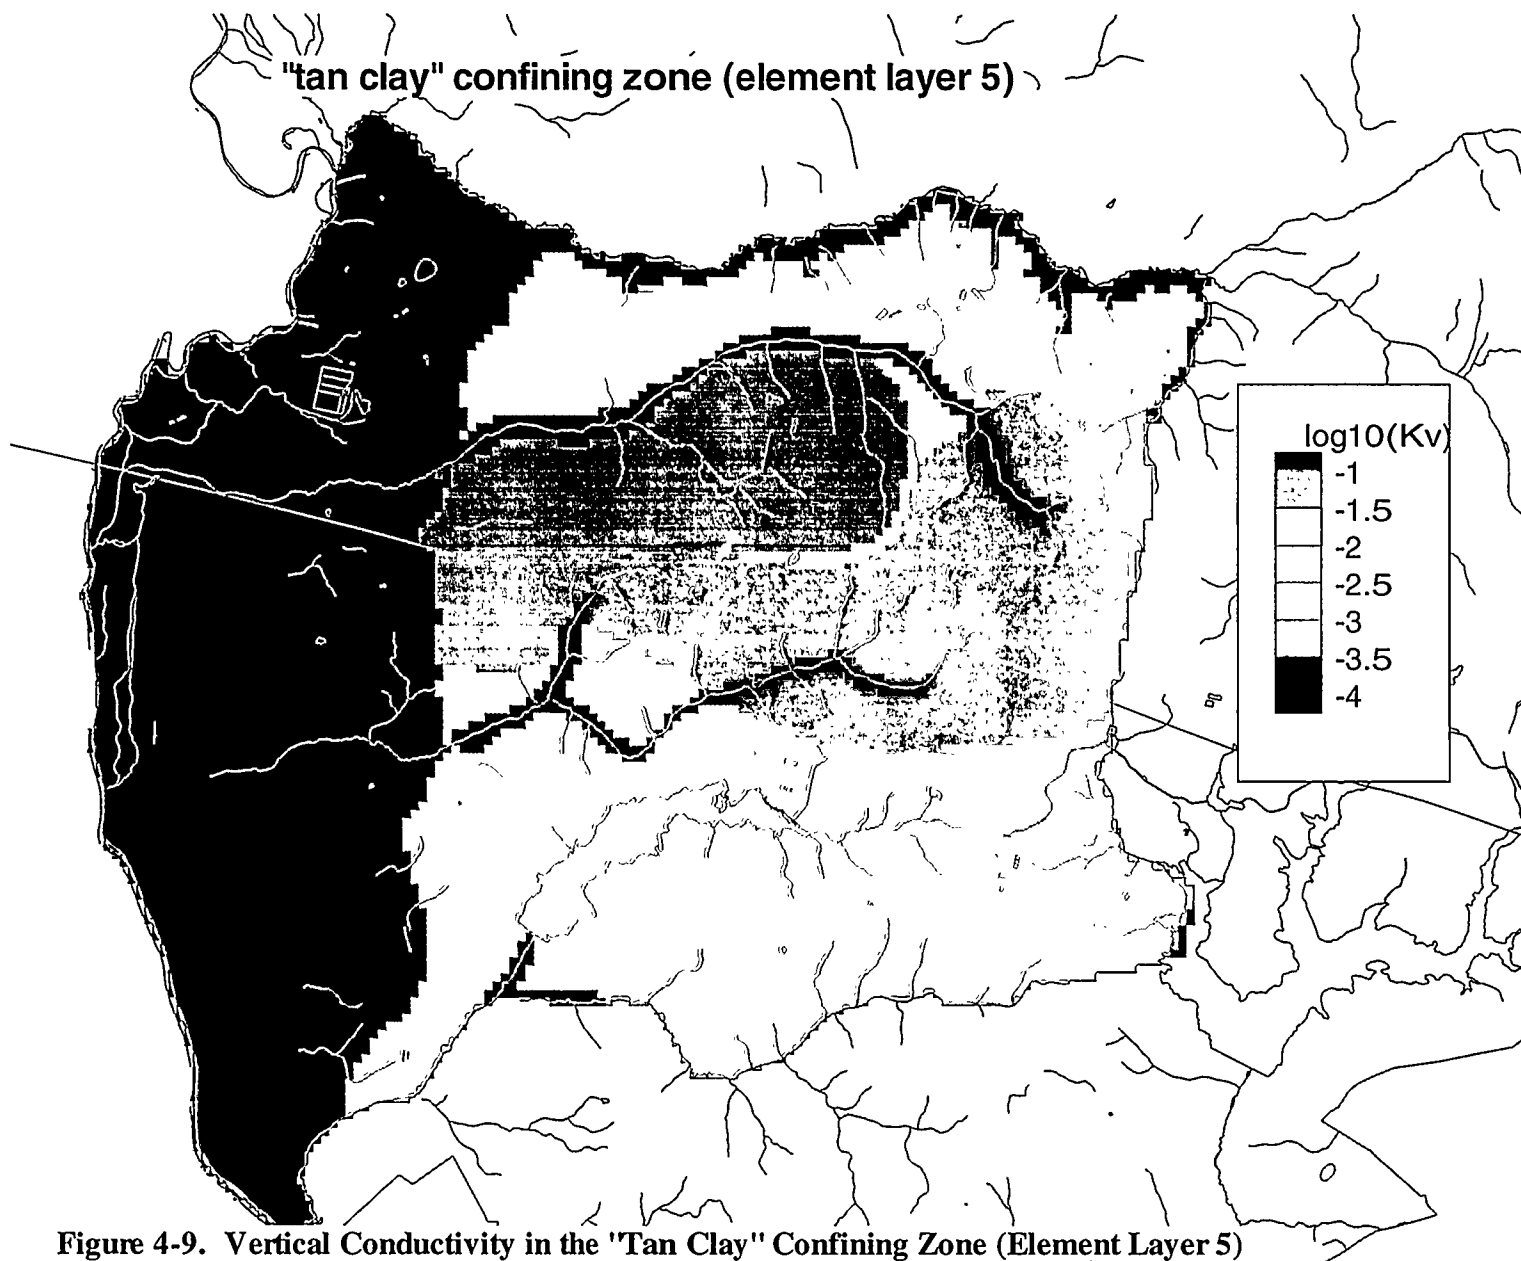 "tan clay" confining zone (element layer 5)
log10(Kv)
-1
-1.5
-2
-2.5
-3
-3.5
-4
Figure 4-9. Vertical Conductivity in the "Tan Clay" Confining Zone (Element Layer 5)